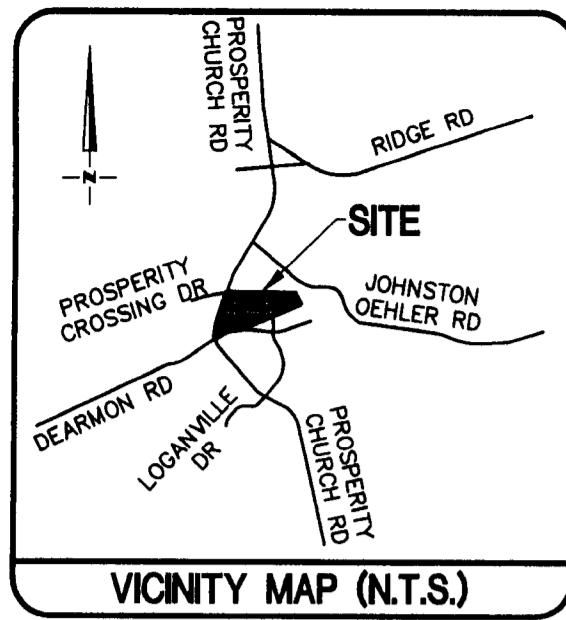 PROSPERITY
CHURCH RD
RIDGE RD
N
SITE
PROSPERITY
CROSSING DR
JOHNSTON
OEHLER RD
DEARMON RD
LOGANVILLE
DR
PROSPERITY
CHURCH RD
VICINITY MAP (N.T.S.)